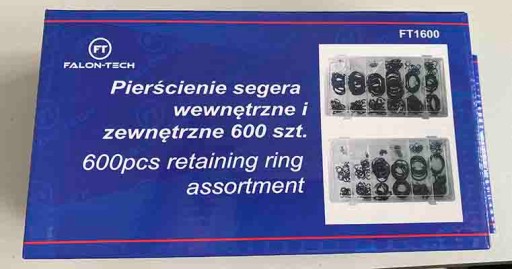 FT1600
FT
FALON-TECH
Pierścienie segera
wewnętrzne i
zewnętrzne 600 szt.
600pcs retaining ring
assortment